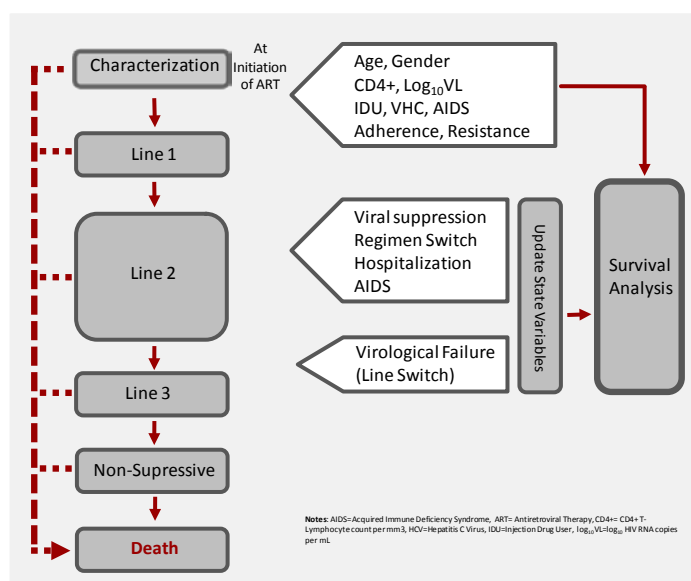 Characterization
At
Initiation
of ART
Age, Gender
CD4+, Log₁₀VL
IDU, VHC, AIDS
Adherence, Resistance
Line 1
Line 2
Viral suppression
Regimen Switch
Hospitalization
AIDS
Update State Variables
Survival
Analysis
Virological Failure
(Line Switch)
Line 3
Non-Supressive
Death
Notes: AIDS=Acquired Immune Deficiency Syndrome, ART= Antiretroviral Therapy, CD4+= CD4+ T-
Lymphocyte count per mm3, HCV=Hepatitis C Virus, IDU=Injection Drug User, log₁₀VL=log₁₀ HIV RNA copies
per mL